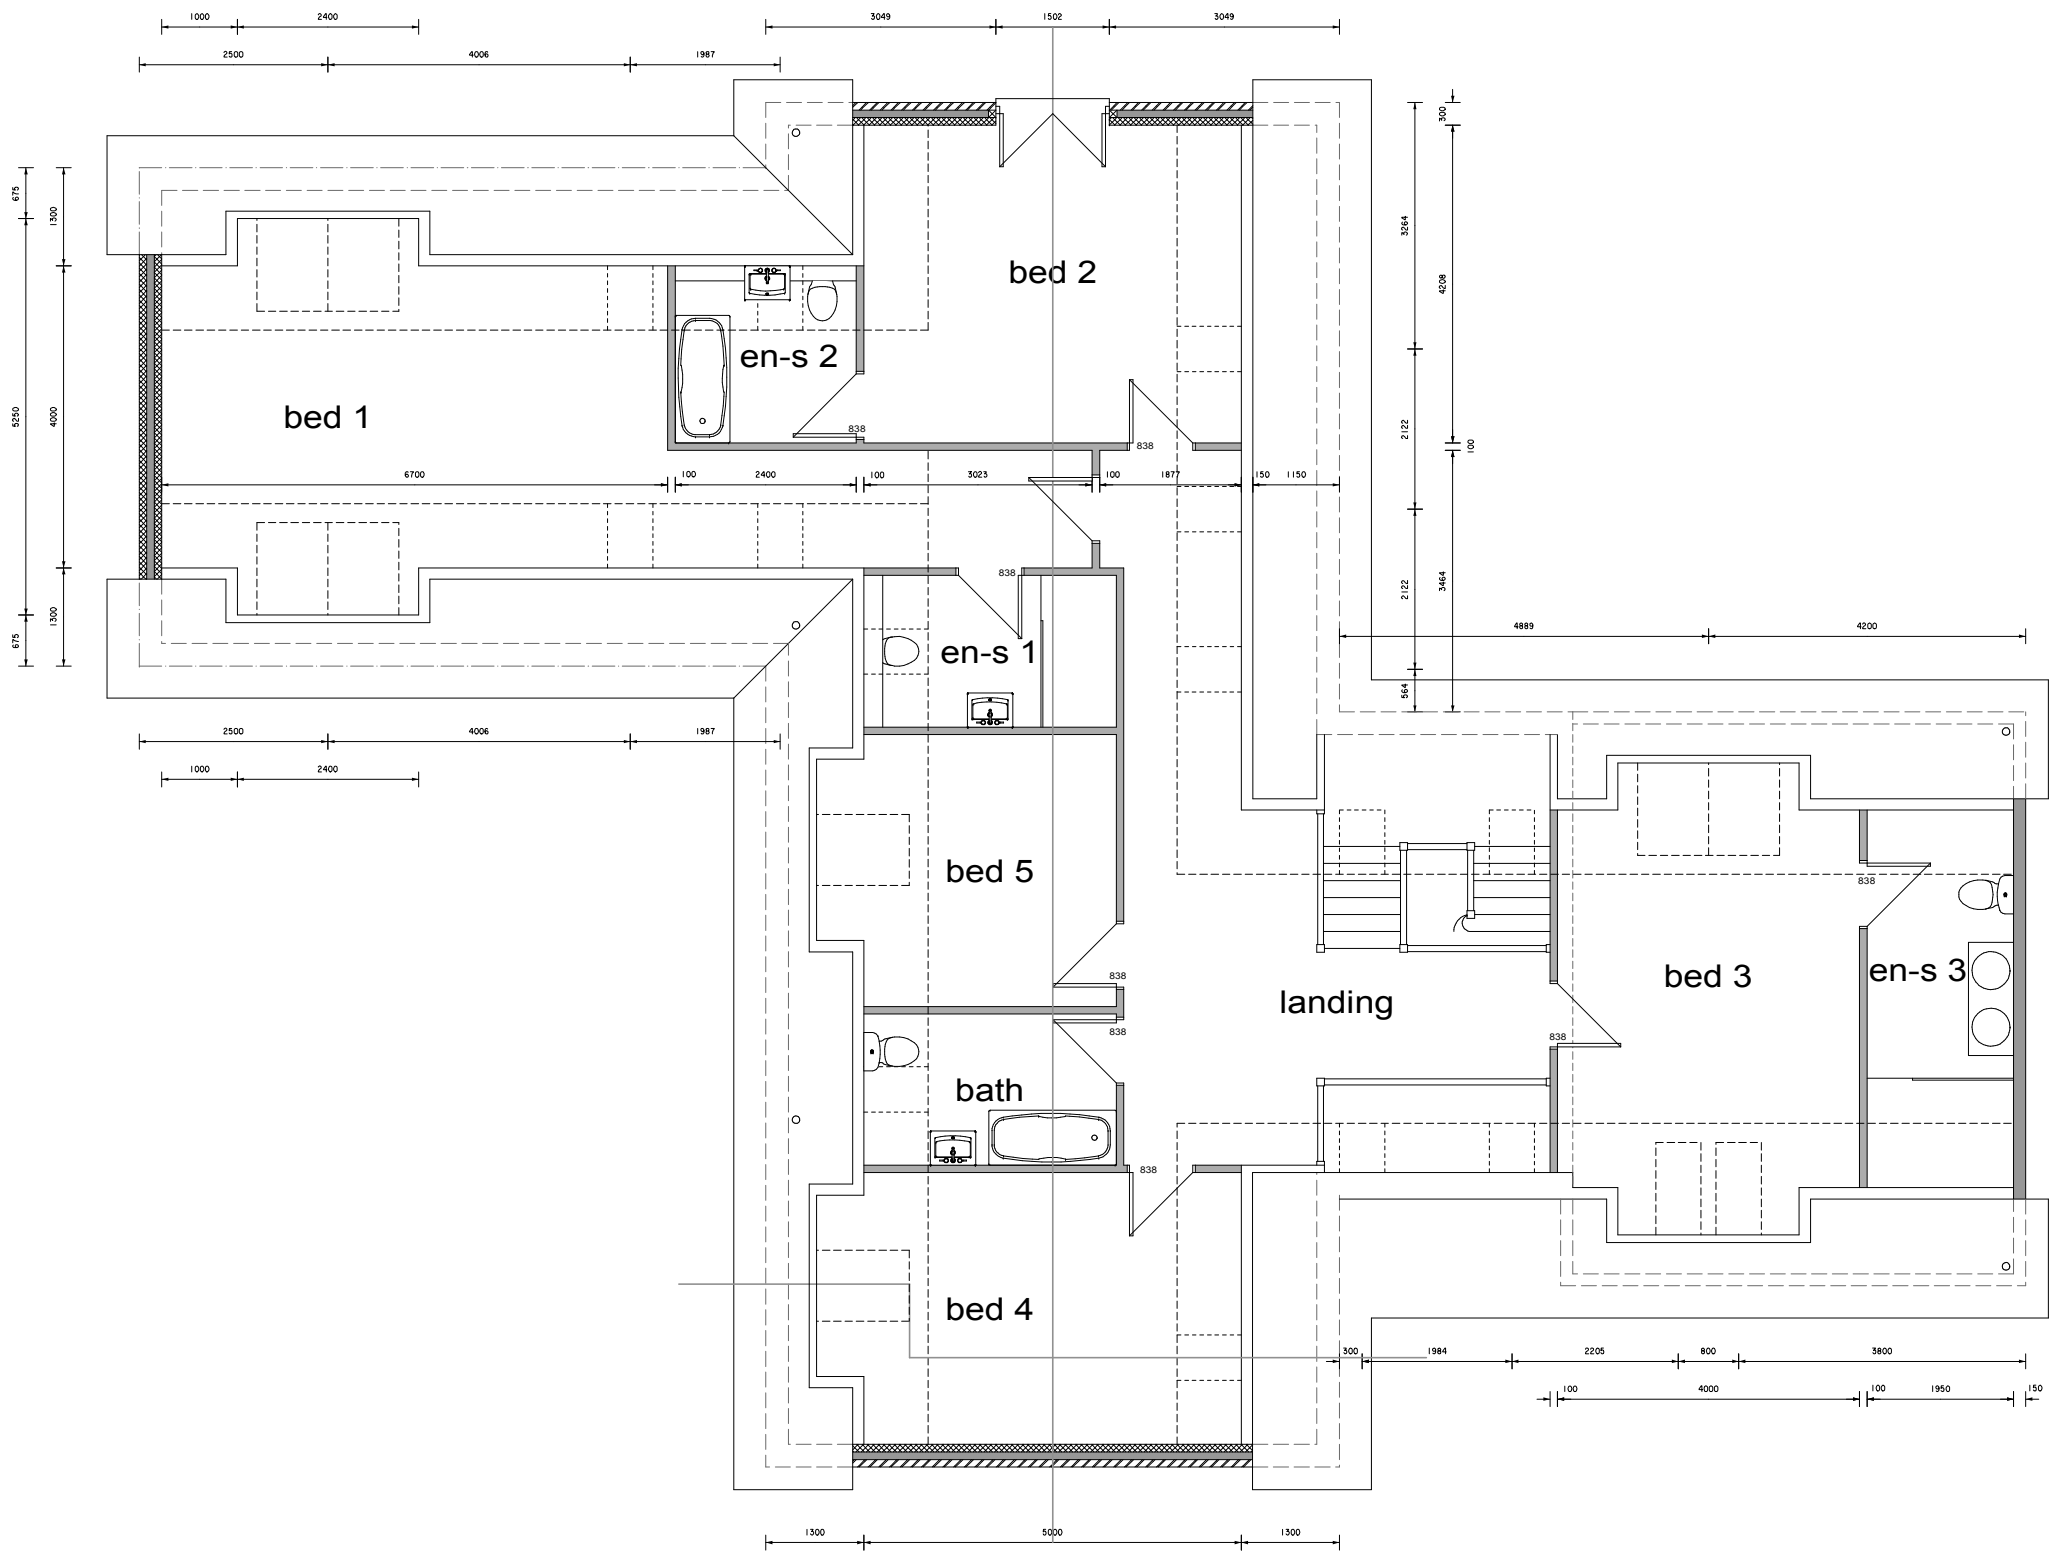 1000 2400 3049 1502 3049
2500 4006 1987
300
675 1300 3264
bed 2
4208
en-s 2
5250 4000 bed 1 2122
838 838 100
6700 100 2400 100 3023 100 1877 150 1150
838
2122 3464
675 1300 4889 4200
en-s 1
564
2500 4006 1987
1000 2400
bed 5 838
838 bed 3 en-s 3
landing
838 838
bath
838
bed 4
300 1984 2205 800 3800
100 4000 100 1950 150
1300 5000 1300